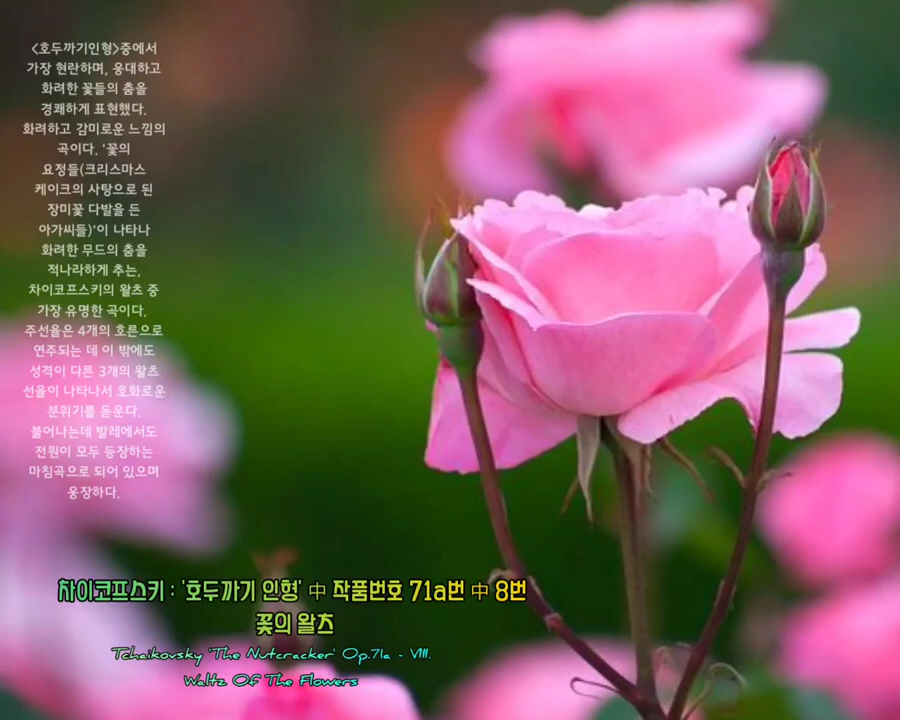 <호두까기인형>중에서
가장 현란하며, 웅대하고
화려한 꽃들의 춤을
경쾌하게 표현했다.
화려하고 감미로운 느낌의
곡이다. '꽃의
요정들(크리스마스
케이크의 사탕으로 된
장미꽃 다발을 든
아가씨들)'이 나타나
화려한 무드의 춤을
적나라하게 추는,
차이코프스키의 왈츠 중
가장 유명한 곡이다.
주선율은 4개의 호른으로
연주되는 데 이 밖에도
성격이 다른 3개의 왈츠
선율이 나타나서 호화로운
분위기를 돋운다.
불어나는데 발레에서도
전원이 모두 등장하는
마침곡으로 되어 있으며
웅장하다.
차이코프스키 : '호두까기 인형' 中 작품번호 71a번 中 8번
꽃의 왈츠
Tchaikovsky 'The Nutcracker' Op.71a - VIII.
Waltz Of The Flowers